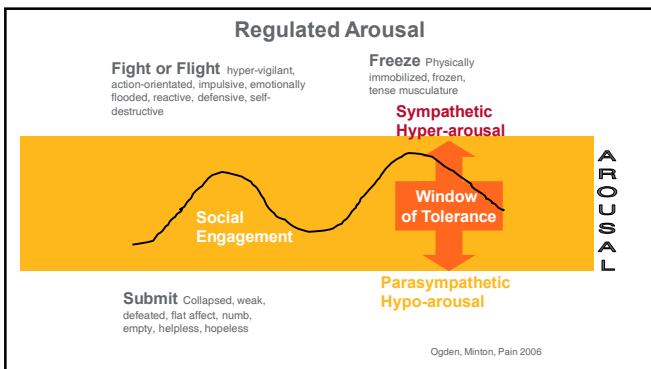 Regulated Arousal
Fight or Flight hyper-vigilant,
action-orientated, impulsive, emotionally
flooded, reactive, defensive, self-
destructive
Freeze Physically
immobilized, frozen,
tense musculature
Sympathetic
Hyper-arousal
Social
Engagement
Window
of Tolerance
AROUSAL
Parasympathetic
Hypo-arousal
Submit Collapsed, weak,
defeated, flat affect, numb,
empty, helpless, hopeless
Ogden, Minton, Pain 2006